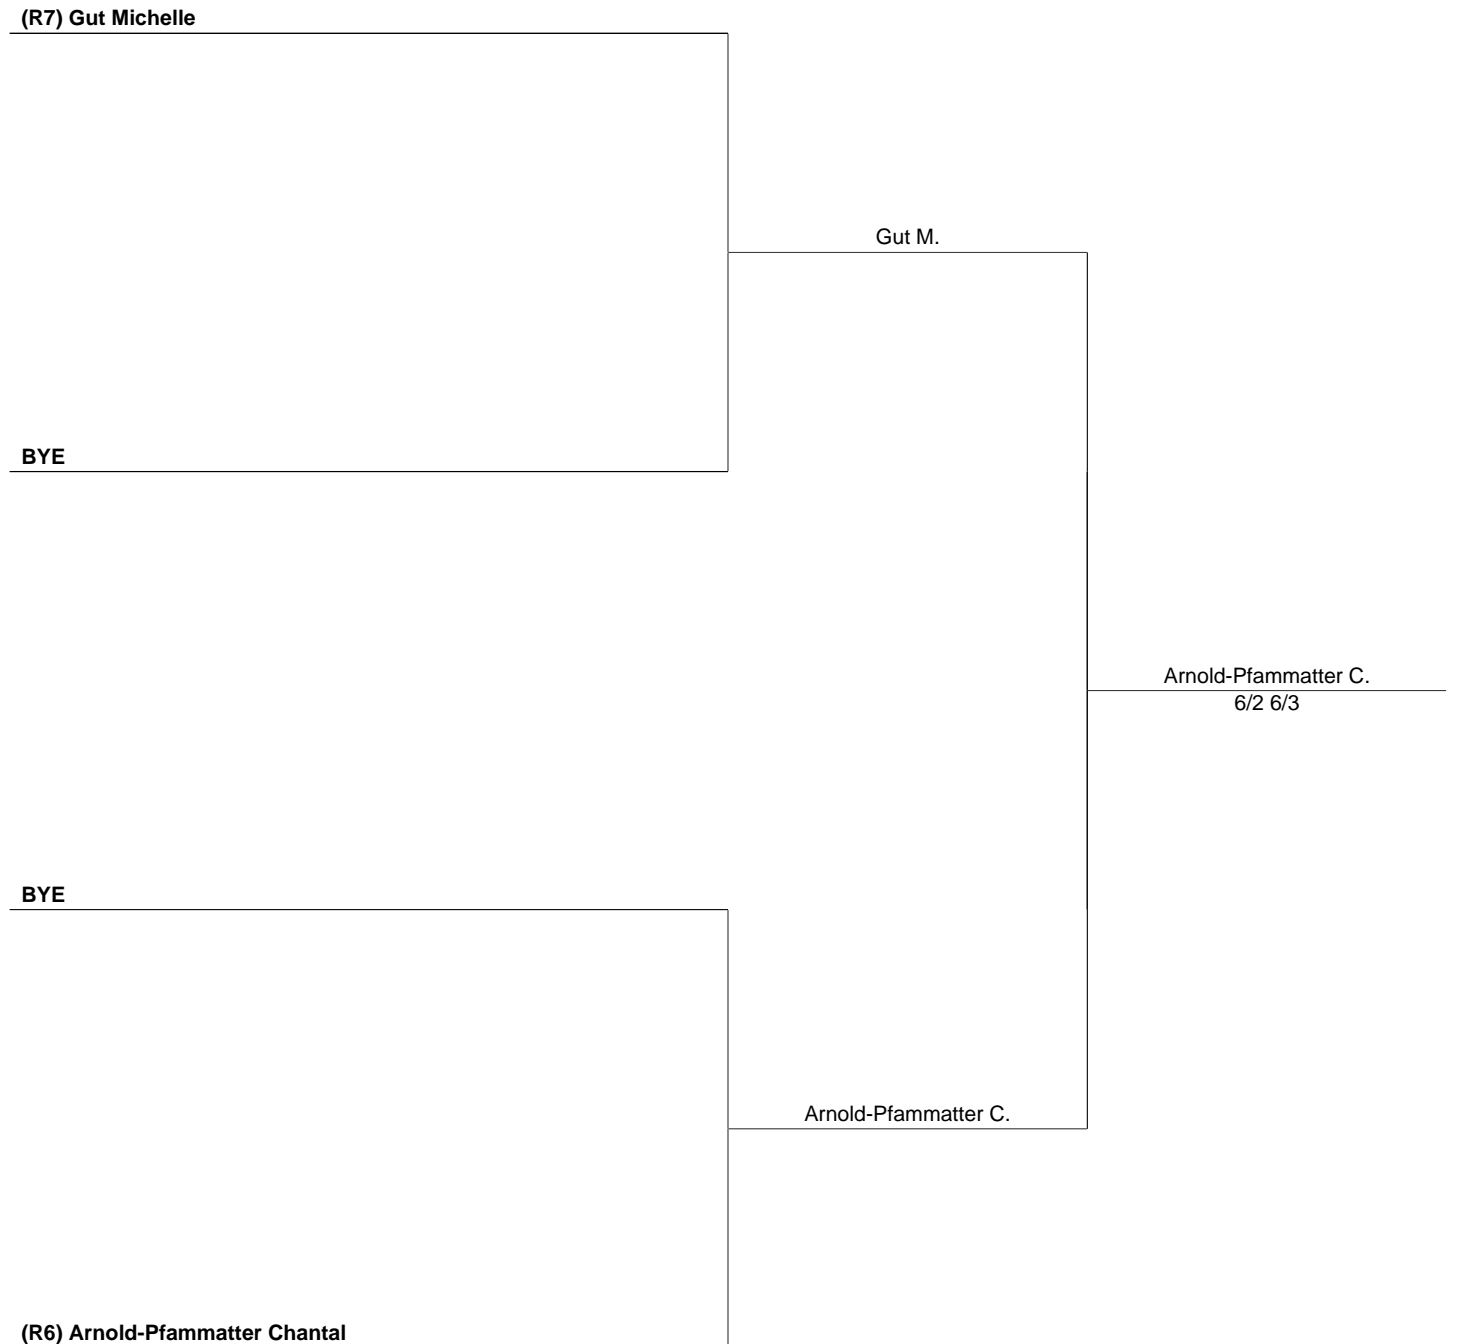 (R7) Gut Michelle
Gut M.
BYE
Arnold-Pfammatter C.
6/2 6/3
BYE
Arnold-Pfammatter C.
(R6) Arnold-Pfammatter Chantal